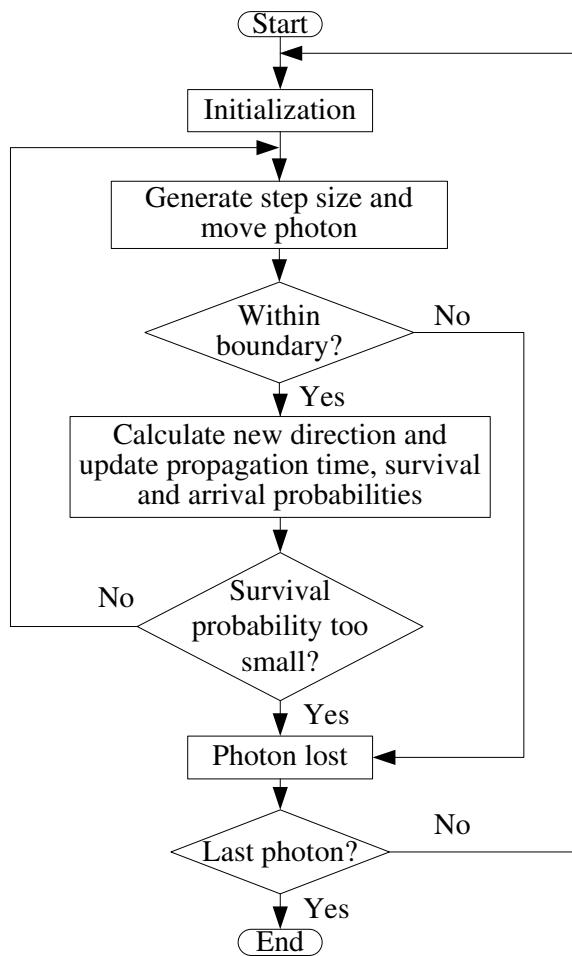 Start
Initialization
Generate step size and
move photon
Within
boundary?
No
Yes
Calculate new direction and
update propagation time, survival
and arrival probabilities
No
Survival
probability too
small?
Yes
Photon lost
No
Last photon?
Yes
End